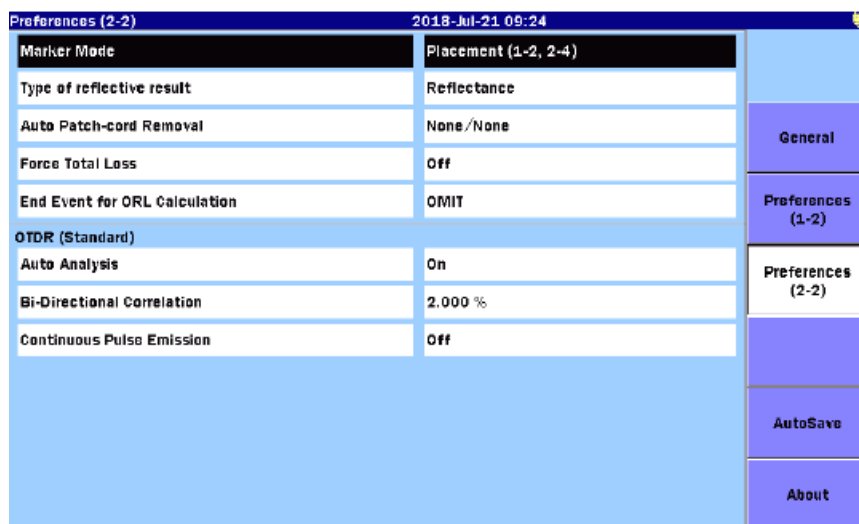 Preferences (2-2) 2018-Jul-21 09:24
Marker Mode Placement (1-2, 2-4)
Type of reflective result Reflectance
Auto Patch-cord Removal None/None
Force Total Loss Off
End Event for ORL Calculation OMIT
OTDR (Standard)
Auto Analysis On
Bi-Directional Correlation 2.000 %
Continuous Pulse Emission Off
General
Preferences
(1-2)
Preferences
(2-2)
AutoSave
About